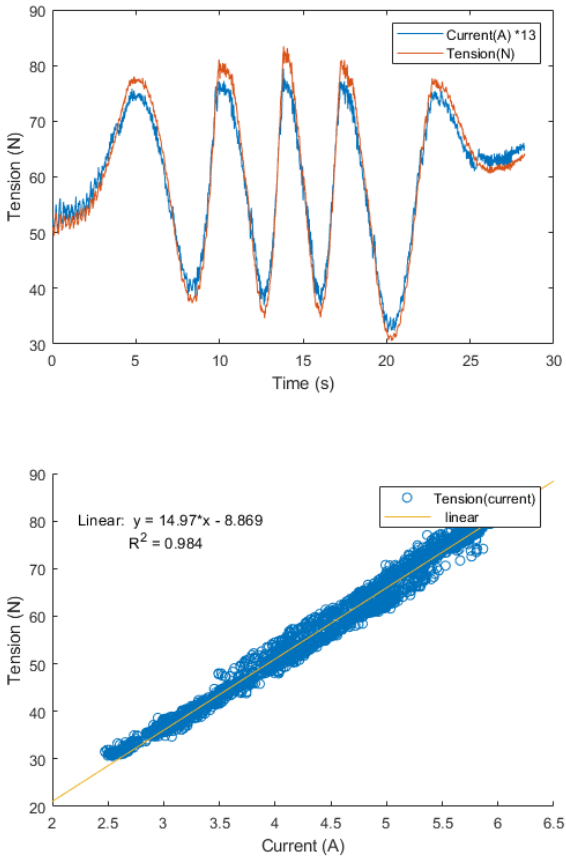 90
80
70
60
50
40
30
Tension (N)
Current(A) *13
Tension(N)
0 5 10 15 20 25 30
Time (s)
90
80
70
60
50
40
30
20
Tension (N)
Linear: y = 14.97*x - 8.869
R² = 0.984
Tension(current)
linear
2 2.5 3 3.5 4 4.5 5 5.5 6 6.5
Current (A)